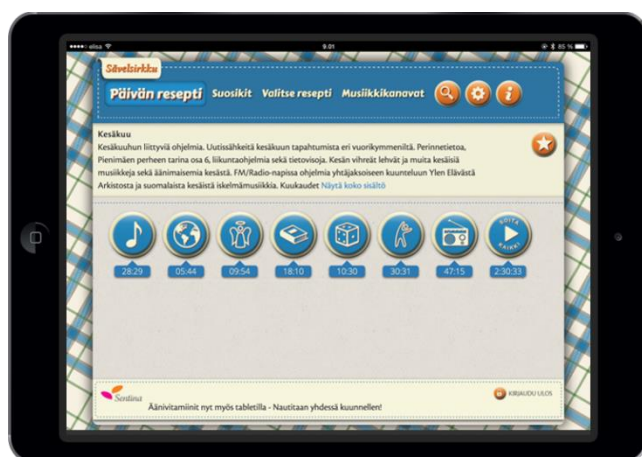 elisa 9.01 85 %
Sävelsirkku
Päivän resepti Suosikit Valitse resepti Musiikkikanavat
Kesäkuu
Kesäkuuhun liittyviä ohjelmia. Uutissähkeitä kesäkuun tapahtumista eri vuorikymmeniltä. Perinnetietoa,
Pienimäen perheen tarina osa 6, liikuntaohjelmia sekä tietovisoja. Kesän vihreät lehvät ja muita kesäisiä
musiikkeja sekä äänimaisemia kesästä. FM/Radio-napissa ohjelmia yhtäjaksoiseen kuunteluun Ylen Elävästä
Arkistosta ja suomalaista kesäistä iskelmämusiikkia. Kuukaudet Näytä koko sisältö
SOITA
KAIKKI
28:29 05:44 09:54 18:10 10:30 30:31 47:15 2:30:33
Sentina
KIRJAUDU ULOS
Äänivitamiinit nyt myös tabletilla - Nautitaan yhdessä kuunnellen!